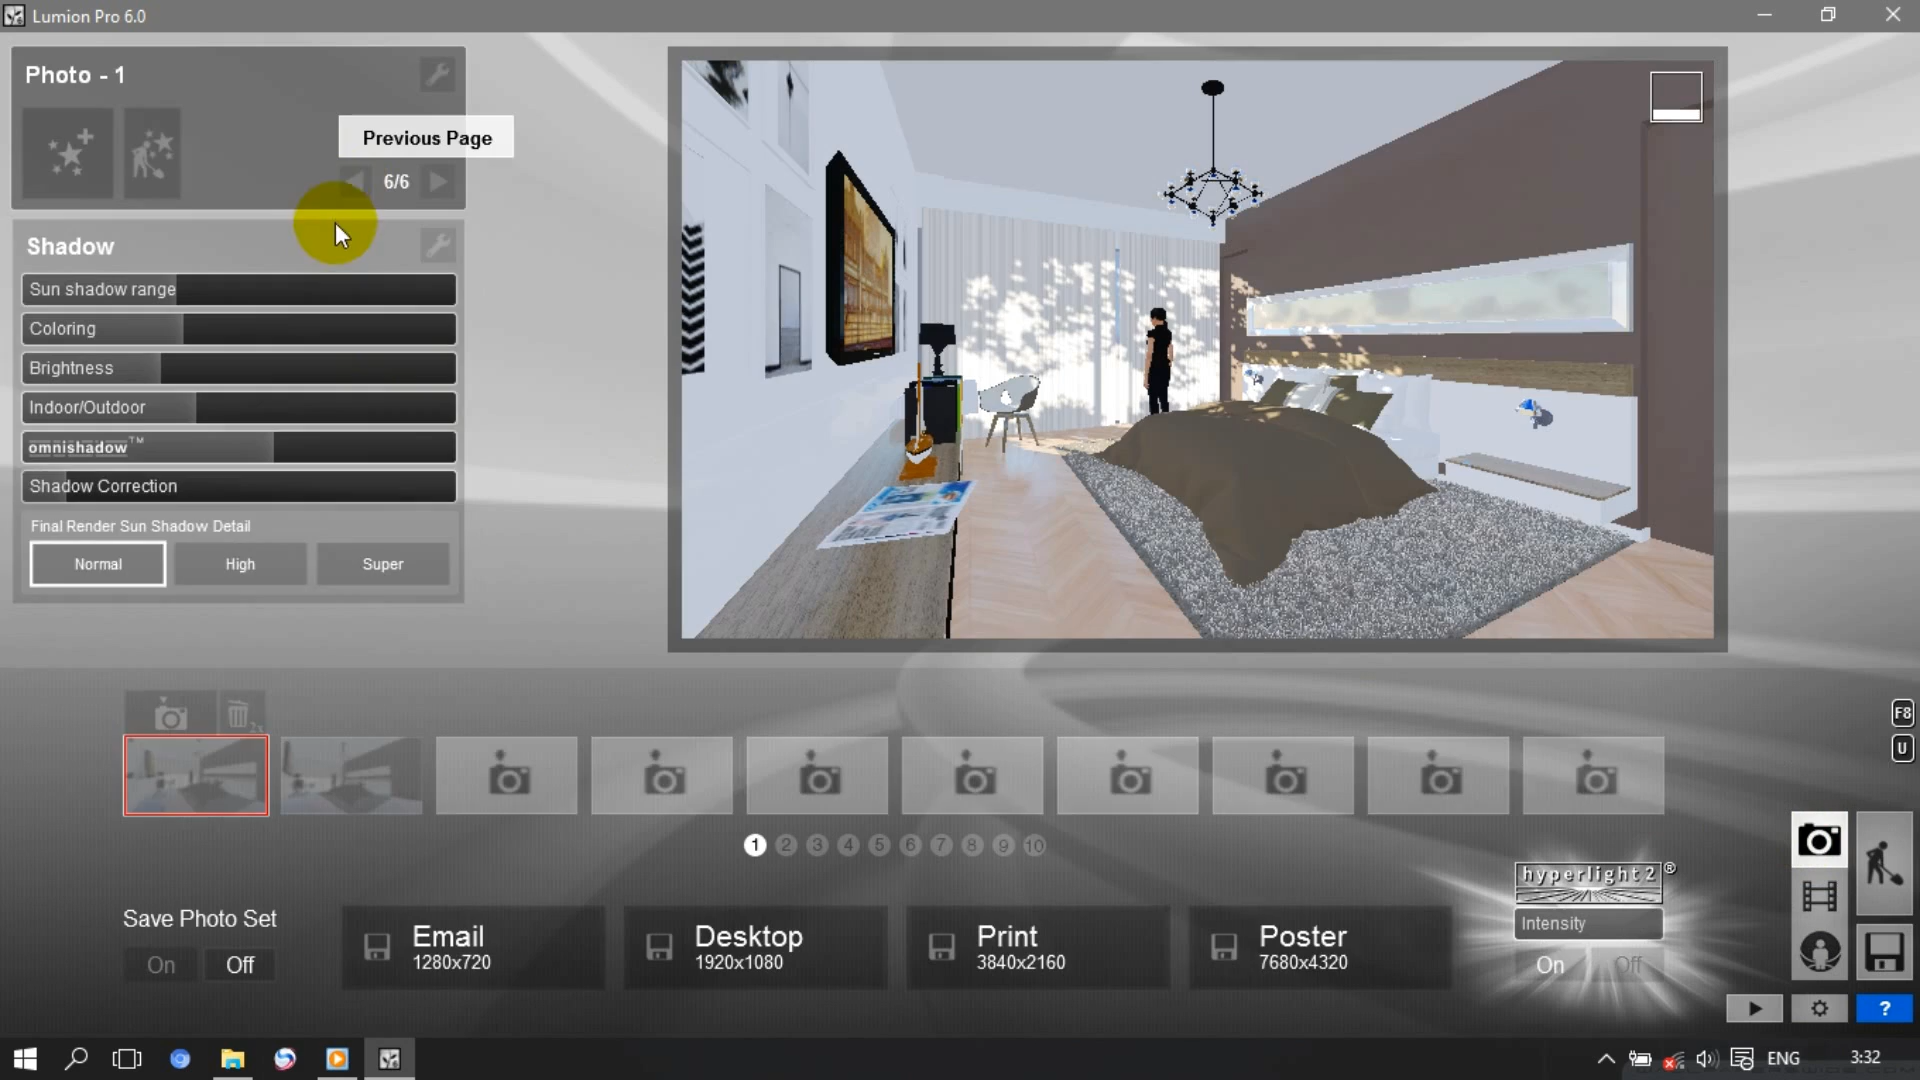 Lumion Pro 6.0
Photo - 1
Previous Page
6/6
Shadow
Sun shadow range
Coloring
Brightness
Indoor/Outdoor
omnishadow™
Shadow Correction
Final Render Sun Shadow Detail
Normal High Super
2x
F8
U
1 2 3 4 5 6 7 8 9 10
Save Photo Set
On Off
Email
1280x720
Desktop
1920x1080
Print
3840x2160
Poster
7680x4320
hyperlight2®
Intensity
On Off
?
ENG 3:32